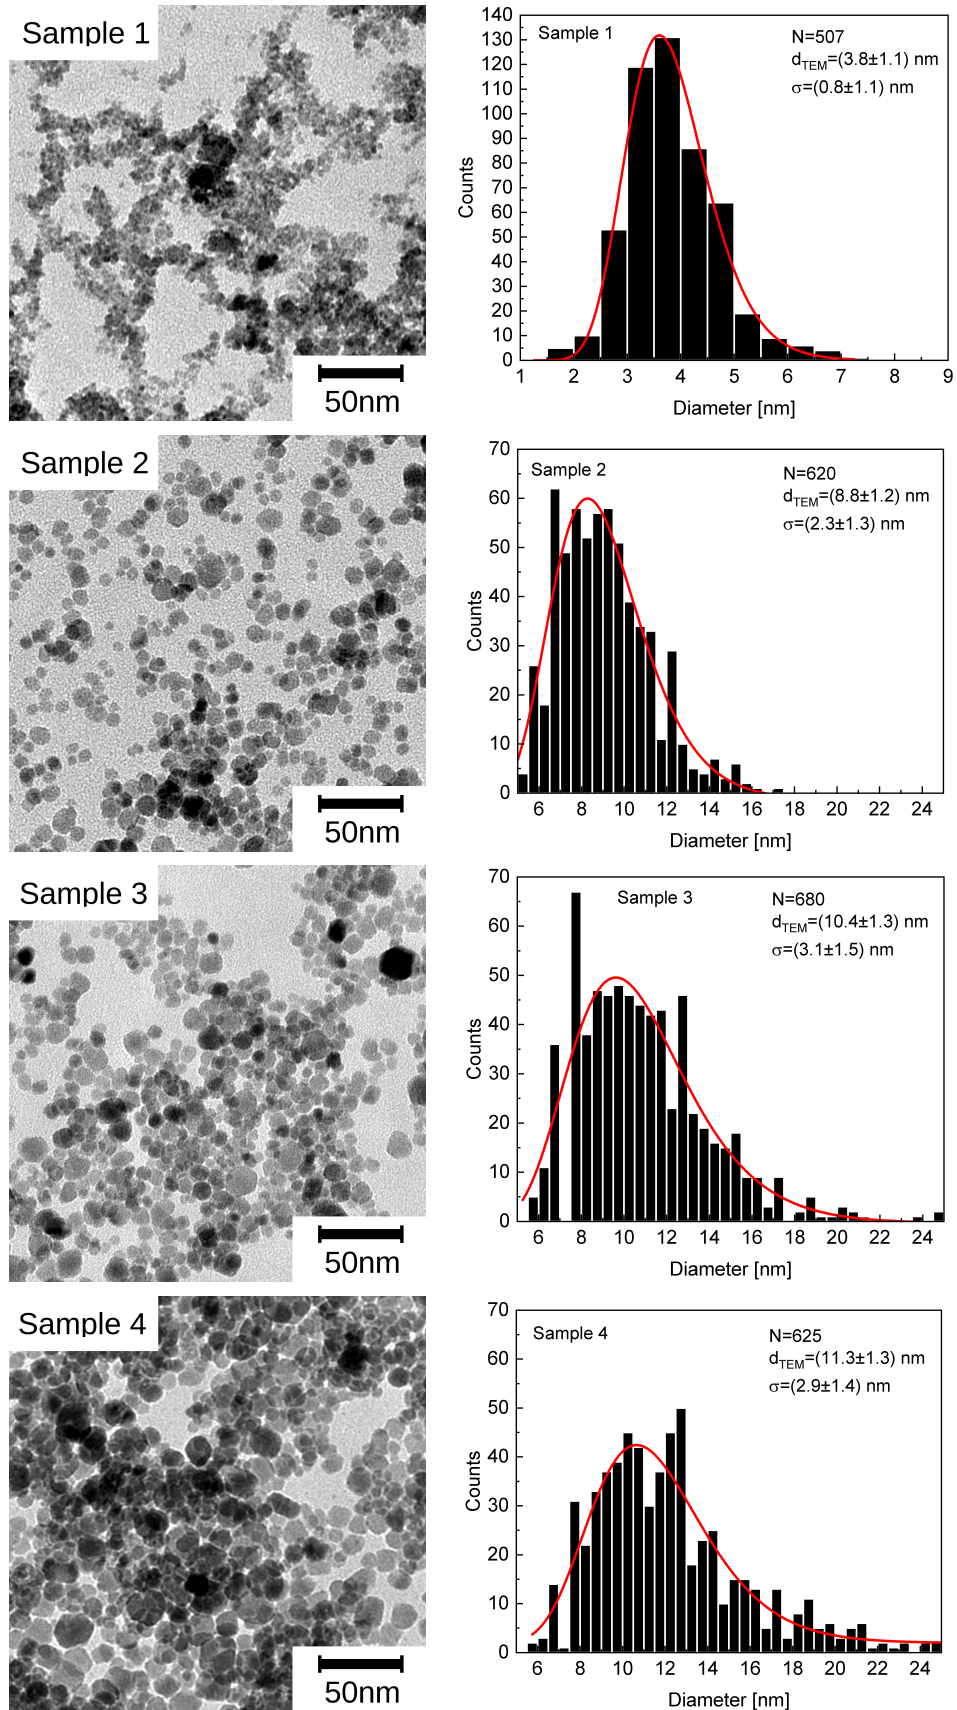 Sample 1
50nm
Sample 1
N=507
dTEM=(3.8±1.1) nm
σ=(0.8±1.1) nm
140
130
120
110
100
90
80
70
60
50
40
30
20
10
0
Counts
1 2 3 4 5 6 7 8 9
Diameter [nm]
Sample 2
50nm
Sample 2
N=620
dTEM=(8.8±1.2) nm
σ=(2.3±1.3) nm
70
60
50
40
30
20
10
0
Counts
6 8 10 12 14 16 18 20 22 24
Diameter [nm]
Sample 3
50nm
Sample 3
N=680
dTEM=(10.4±1.3) nm
σ=(3.1±1.5) nm
70
60
50
40
30
20
10
0
Counts
6 8 10 12 14 16 18 20 22 24
Diameter [nm]
Sample 4
50nm
Sample 4
N=625
dTEM=(11.3±1.3) nm
σ=(2.9±1.4) nm
70
60
50
40
30
20
10
0
Counts
6 8 10 12 14 16 18 20 22 24
Diameter [nm]